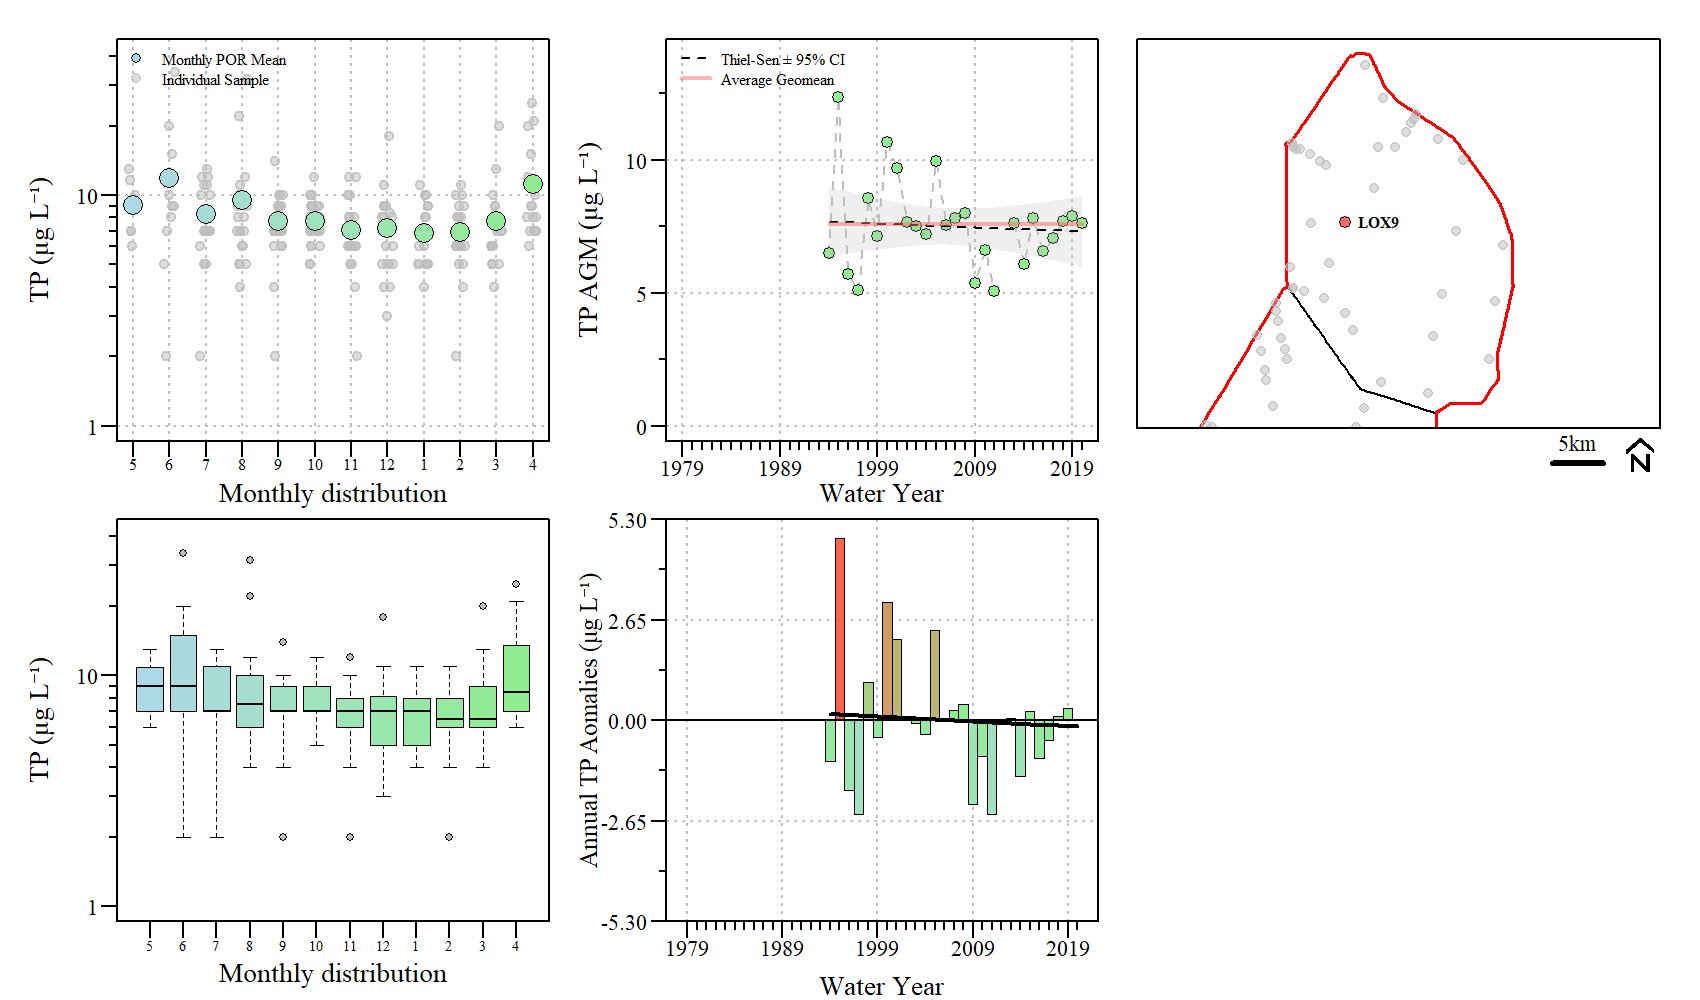 Monthly POR Mean
Individual Sample
TP (µg L⁻¹)
10
1
5 6 7 8 9 10 11 12 1 2 3 4
Monthly distribution
Thiel-Sen ± 95% CI
Average Geomean
TP AGM (µg L⁻¹)
10
5
0
1979 1989 1999 2009 2019
Water Year
LOX9
5km
N
TP (µg L⁻¹)
10
1
5 6 7 8 9 10 11 12 1 2 3 4
Monthly distribution
Annual TP Aomalies (µg L⁻¹)
5.30
2.65
0.00
-2.65
-5.30
1979 1989 1999 2009 2019
Water Year